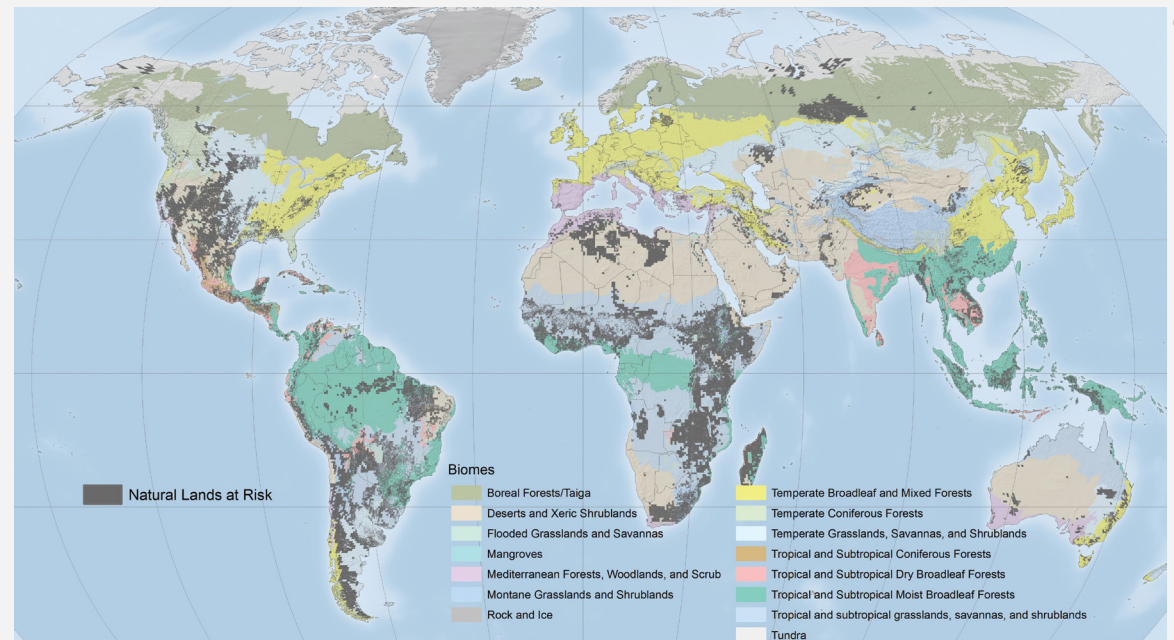 Natural Lands at Risk
Biomes
Boreal Forests/Taiga
Deserts and Xeric Shrublands
Flooded Grasslands and Savannas
Mangroves
Mediterranean Forests, Woodlands, and Scrub
Montane Grasslands and Shrublands
Rock and Ice
Temperate Broadleaf and Mixed Forests
Temperate Coniferous Forests
Temperate Grasslands, Savannas, and Shrublands
Tropical and Subtropical Coniferous Forests
Tropical and Subtropical Dry Broadleaf Forests
Tropical and Subtropical Moist Broadleaf Forests
Tropical and subtropical grasslands, savannas, and shrublands
Tundra